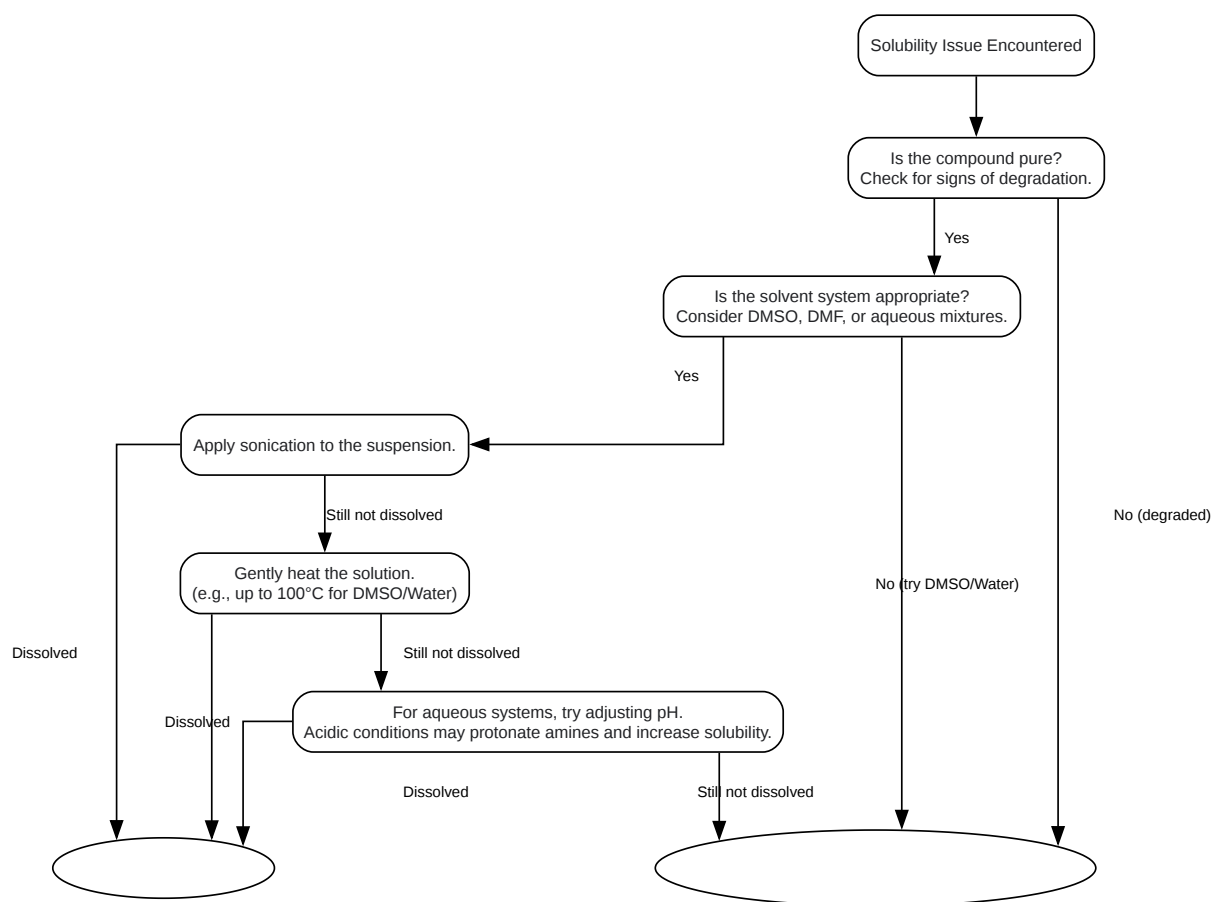 Solubility Issue Encountered
Is the compound pure?
Check for signs of degradation.
Yes
Is the solvent system appropriate?
Consider DMSO, DMF, or aqueous mixtures.
Yes
Apply sonication to the suspension.
Still not dissolved
No (degraded)
Gently heat the solution.
(e.g., up to 100°C for DMSO/Water)
No (try DMSO/Water)
Dissolved
Still not dissolved
Dissolved
For aqueous systems, try adjusting pH.
Acidic conditions may protonate amines and increase solubility.
Dissolved
Still not dissolved